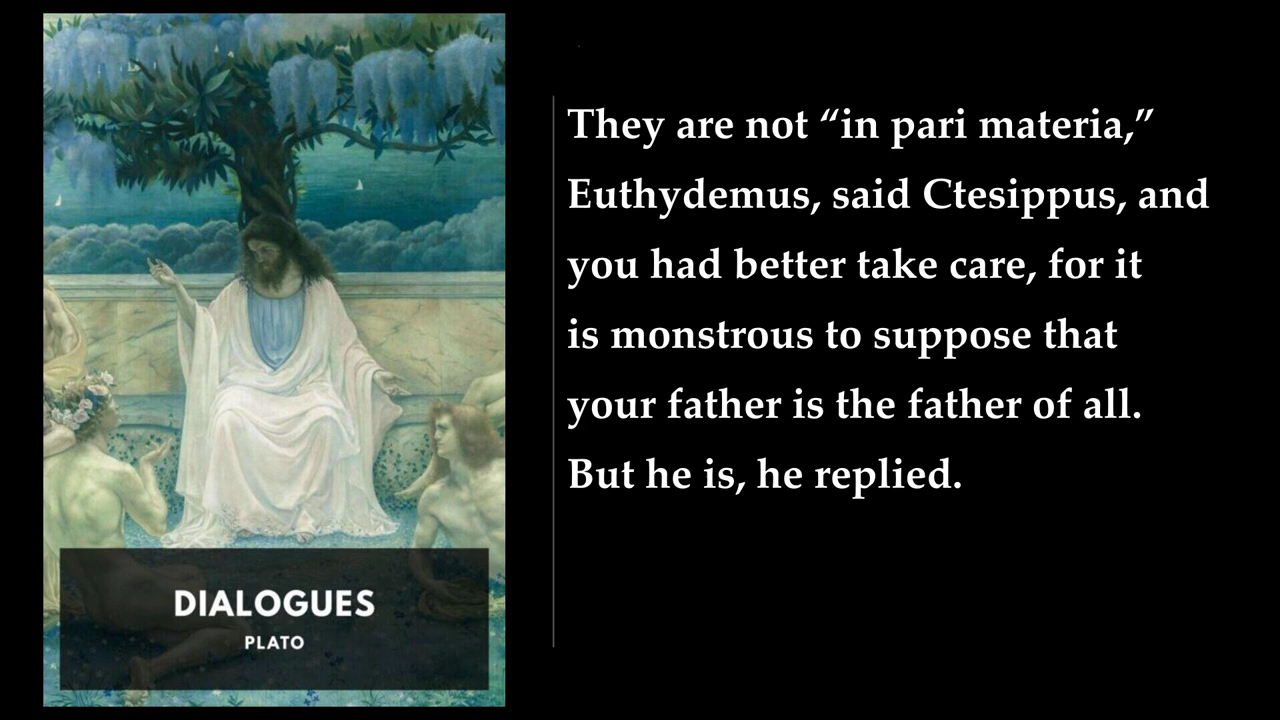 They are not “in pari materia,”
Euthydemus, said Ctesippus, and
you had better take care, for it
is monstrous to suppose that
your father is the father of all.
But he is, he replied.
DIALOGUES
PLATO